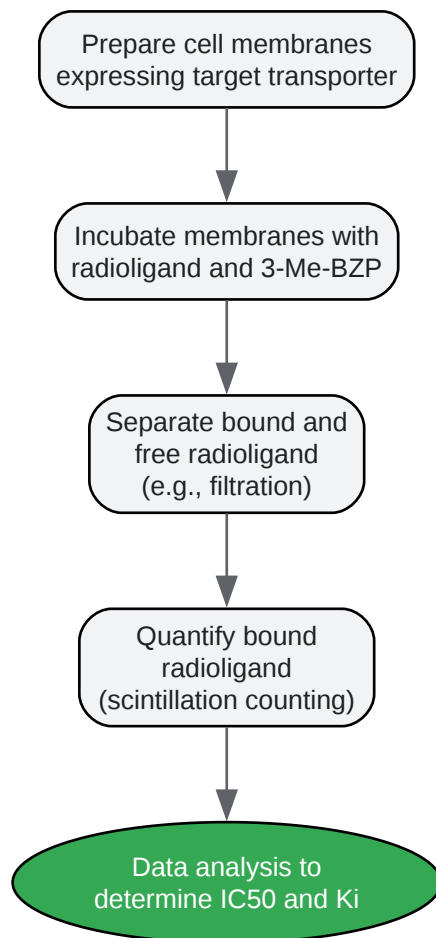 Prepare cell membranes
expressing target transporter
Incubate membranes with
radioligand and 3-Me-BZP
Separate bound and
free radioligand
(e.g., filtration)
Quantify bound
radioligand
(scintillation counting)
Data analysis to
determine IC50 and Ki